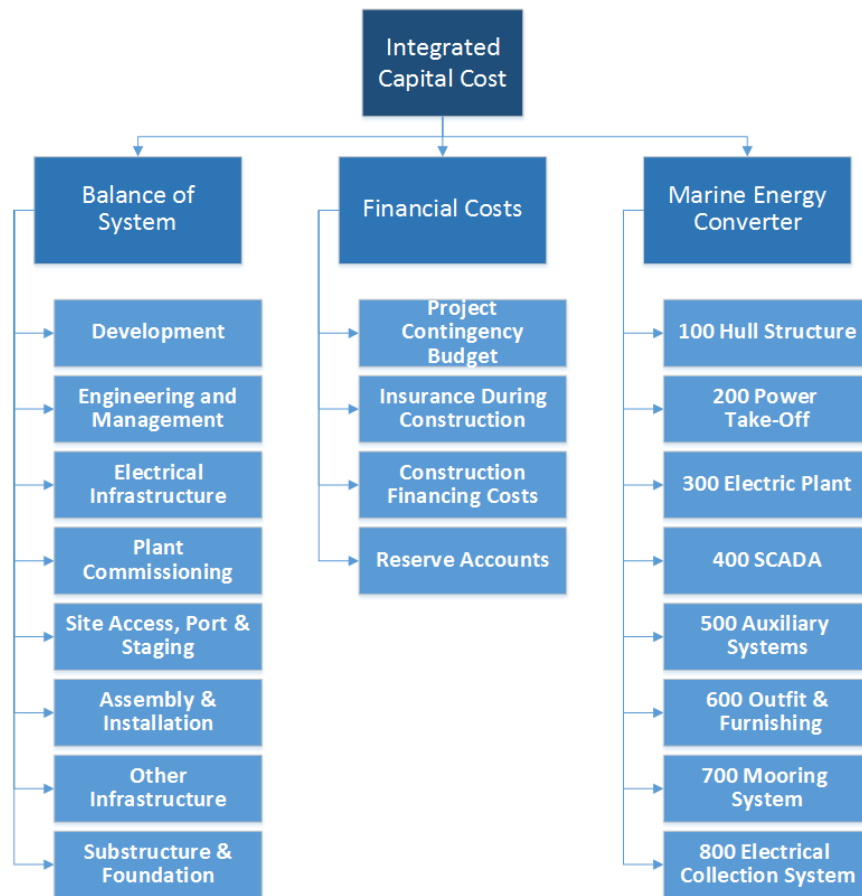 Integrated
Capital Cost
Balance of
System
Financial Costs
Marine Energy
Converter
Development
Engineering and
Management
Electrical
Infrastructure
Plant
Commissioning
Site Access, Port &
Staging
Assembly &
Installation
Other
Infrastructure
Substructure &
Foundation
Project
Contingency
Budget
Insurance During
Construction
Construction
Financing Costs
Reserve Accounts
100 Hull Structure
200 Power
Take-Off
300 Electric Plant
400 SCADA
500 Auxiliary
Systems
600 Outfit &
Furnishing
700 Mooring
System
800 Electrical
Collection System